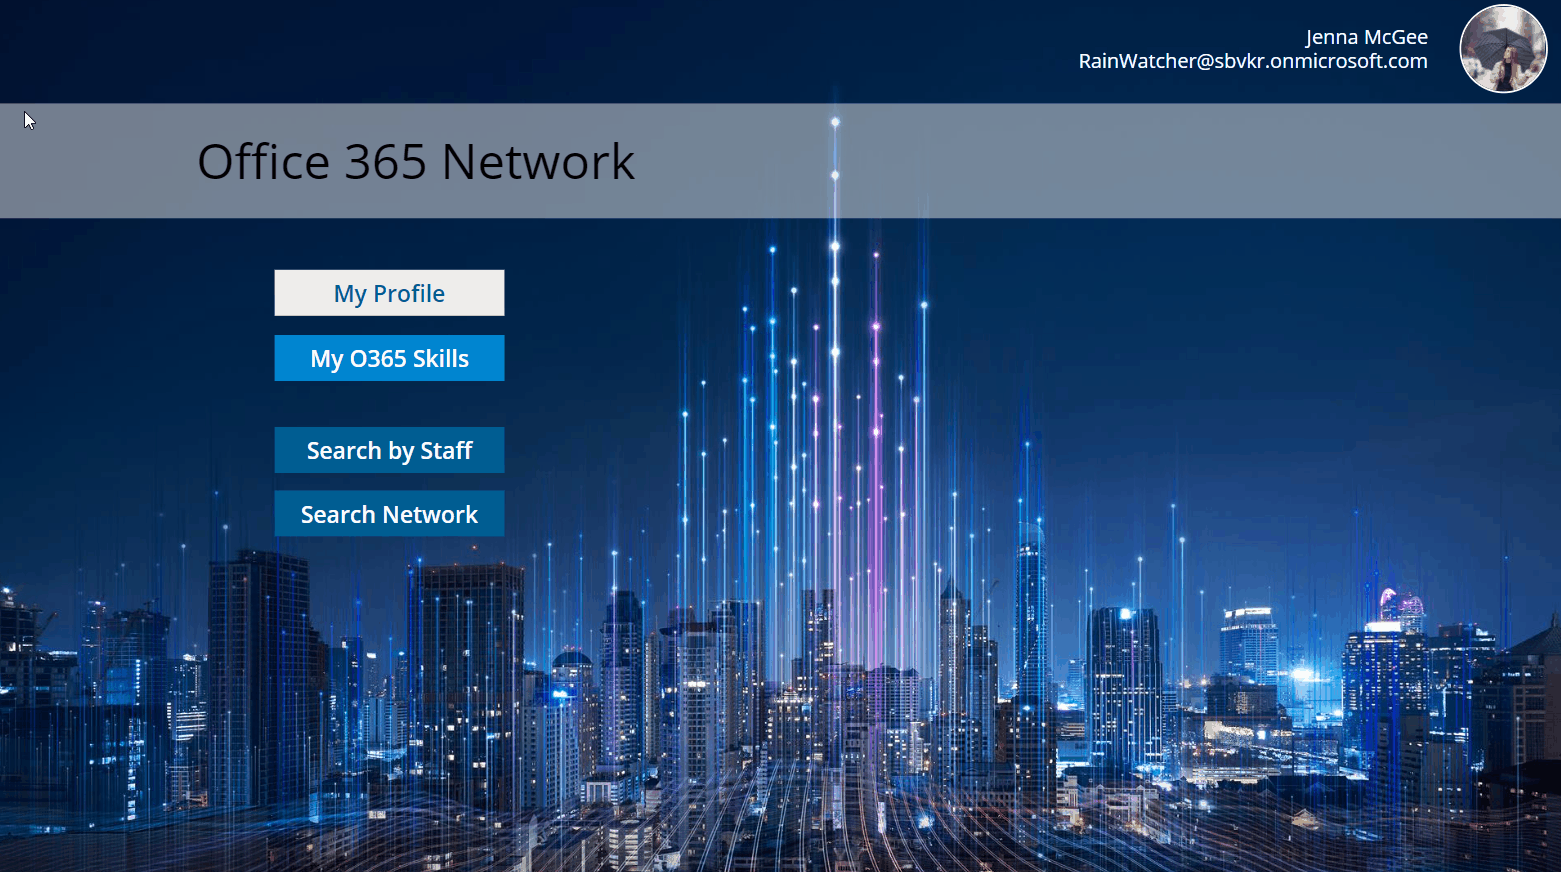 Jenna McGee
RainWatcher@sbvkr.onmicrosoft.com
Office 365 Network
My Profile
My O365 Skills
Search by Staff
Search Network